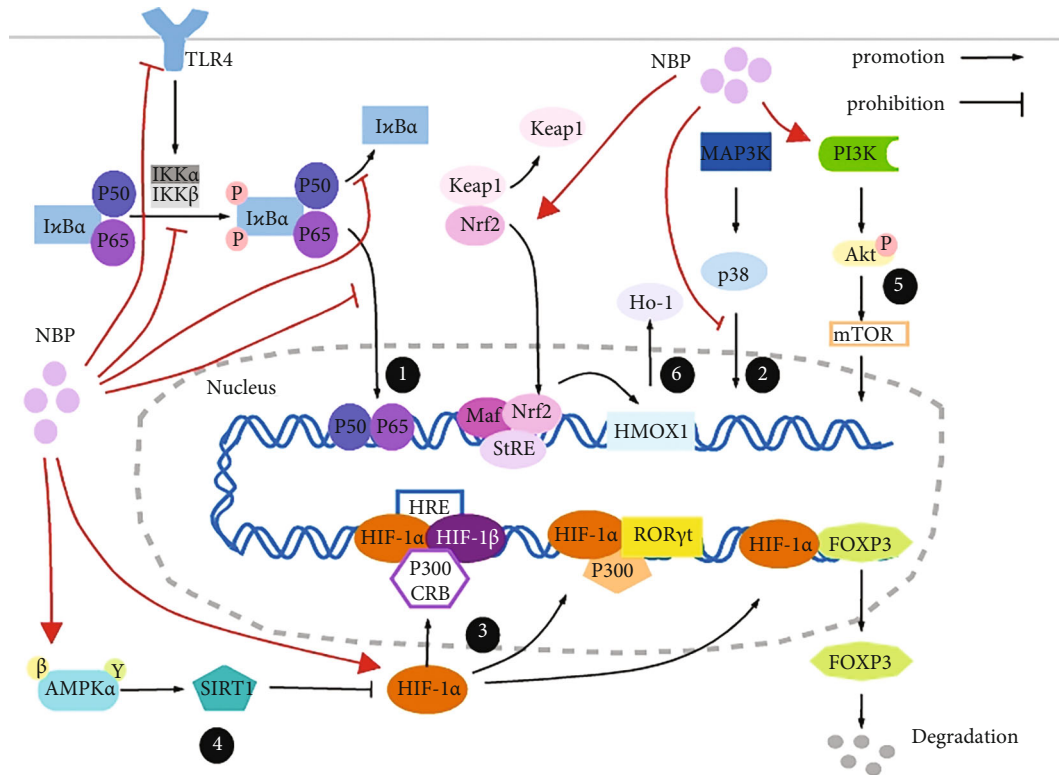 TLR4
NBP
promotion
prohibition
IϰBα
Keap1
MAP3K
PI3K
IKKα
IKKβ
P50
P65
IϰBα
P
P
IϰBα
P50
P65
Keap1
Nrf2
p38
Akt
P
5
Ho-1
mTOR
NBP
Nucleus
1
6
2
P50
P65
Maf
Nrf2
StRE
HMOX1
HRE
HIF-1α
HIF-1β
P300
CRB
HIF-1α
RORγt
P300
HIF-1α
FOXP3
3
β
Y
AMPKα
SIRT1
HIF-1α
FOXP3
4
Degradation